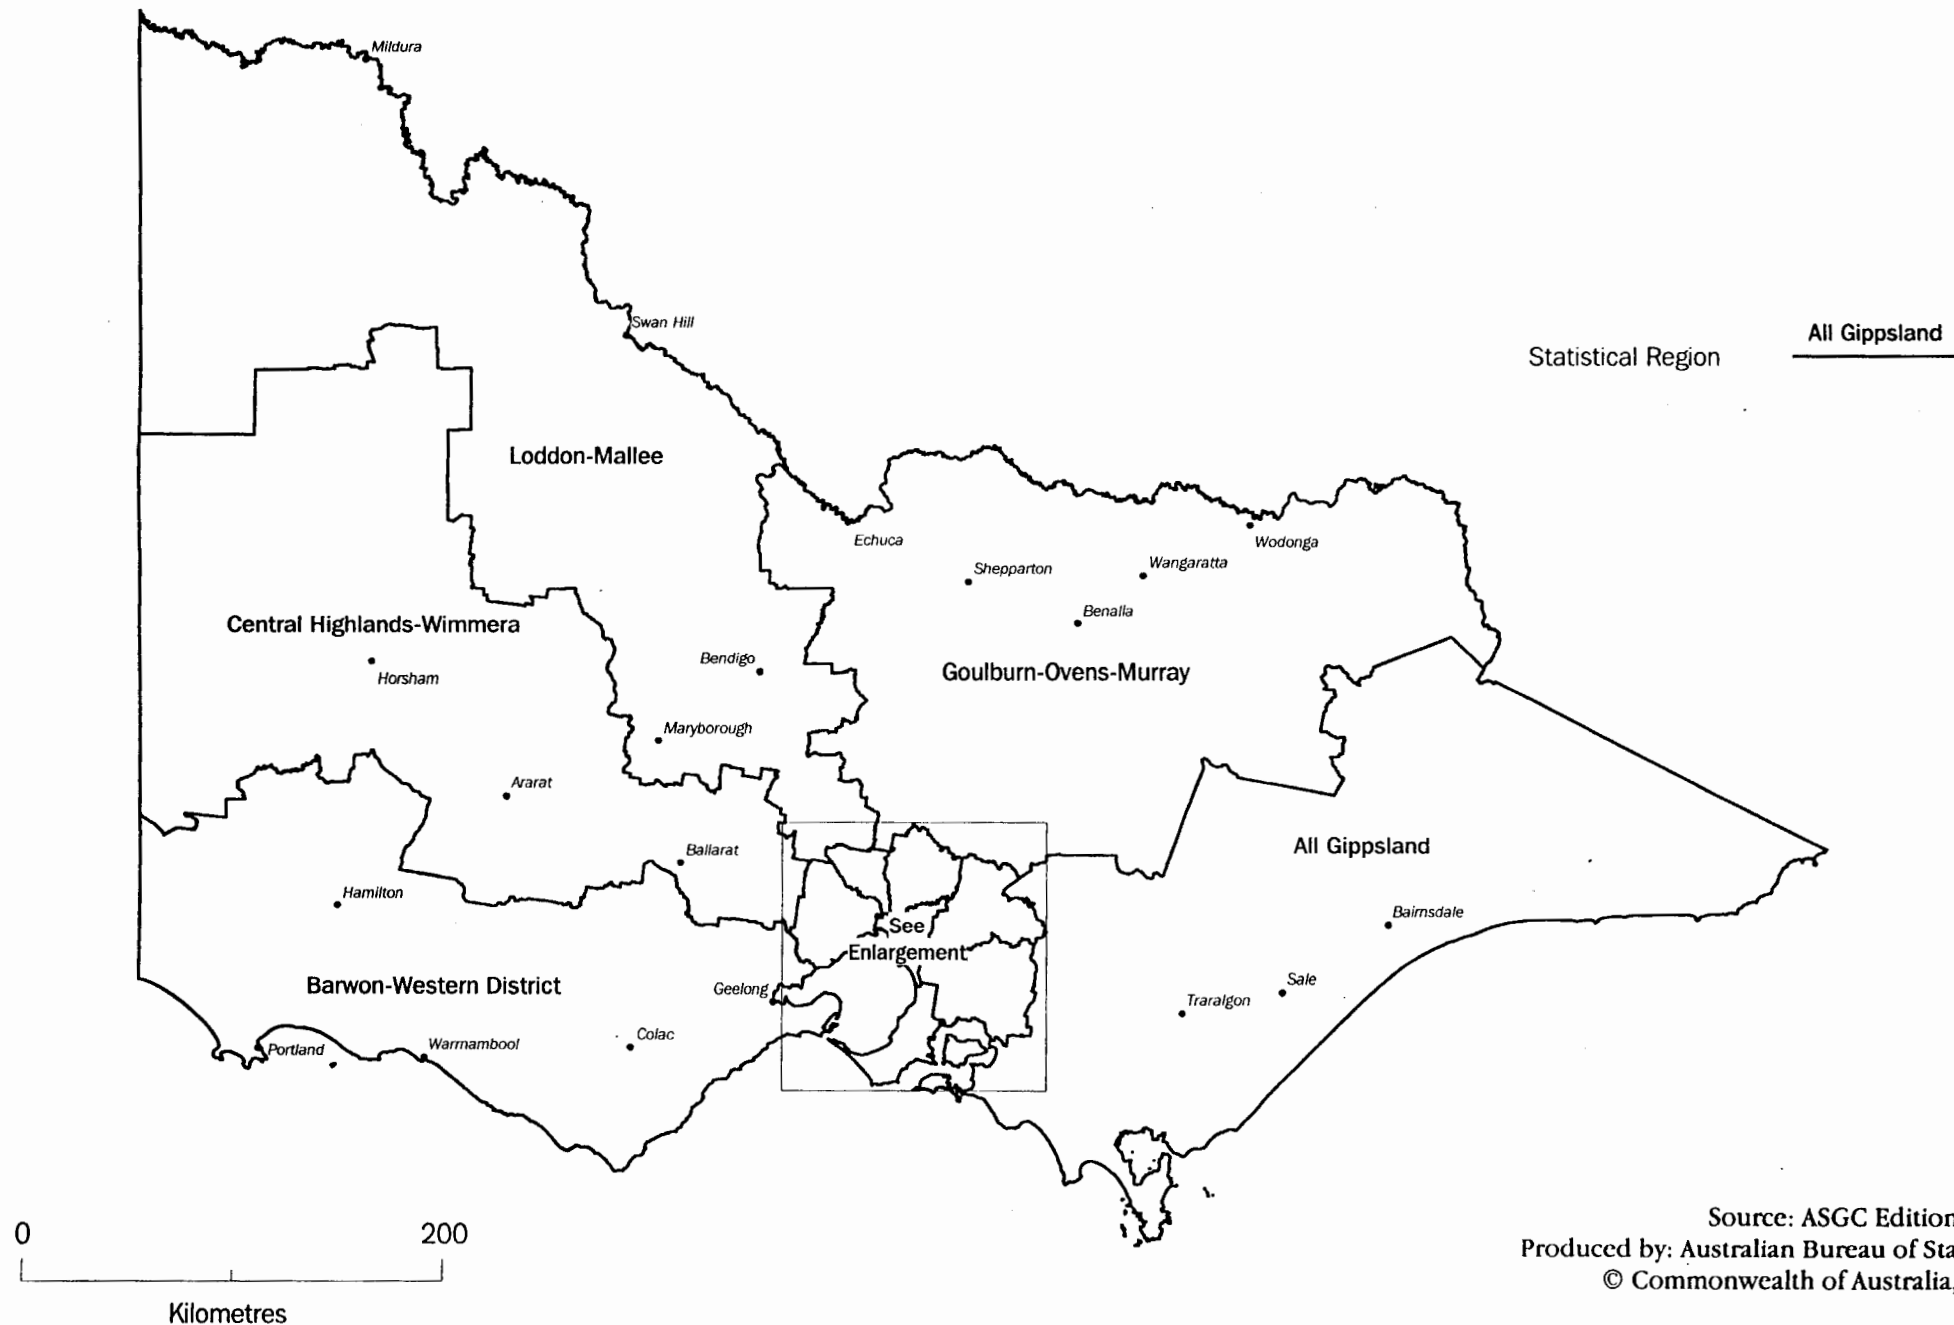 Mildura
Swan Hill
All Gippsland
Statistical Region
Loddon-Mallee
Echuca
Wodonga
Shepparton
Wangaratta
Benalla
Central Highlands-Wimmera
Horsham
Bendigo
Goulburn-Ovens-Murray
Maryborough
Ararat
Ballarat
All Gippsland
Hamilton
See
Enlargement
Bairnsdale
Barwon-Western District
Geelong
Sale
Traralgon
Colac
Portland
Warrnambool
0
200
Kilometres
Source: ASGC Edition
Produced by: Australian Bureau of Sta
© Commonwealth of Australia,